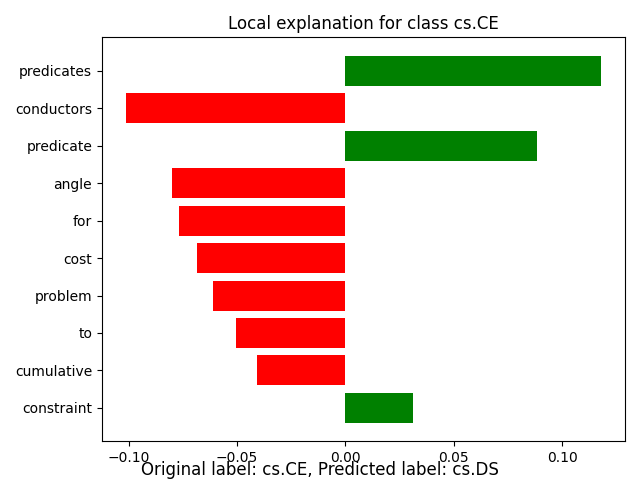 Local explanation for class cs.CE
predicates
conductors
predicate
angle
for
cost
problem
to
cumulative
constraint
−0.10 −0.05 0.00 0.05 0.10
Original label: cs.CE, Predicted label: cs.DS